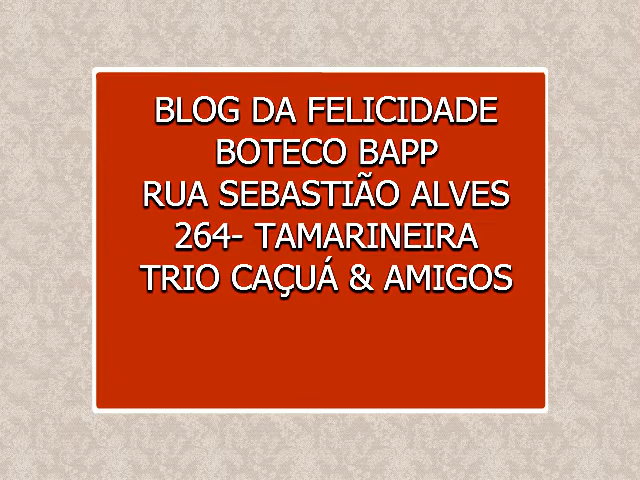 BLOG DA FELICIDADE
BOTECO BAPP
RUA SEBASTIÃO ALVES
264- TAMARINEIRA
TRIO CAÇUÁ & AMIGOS